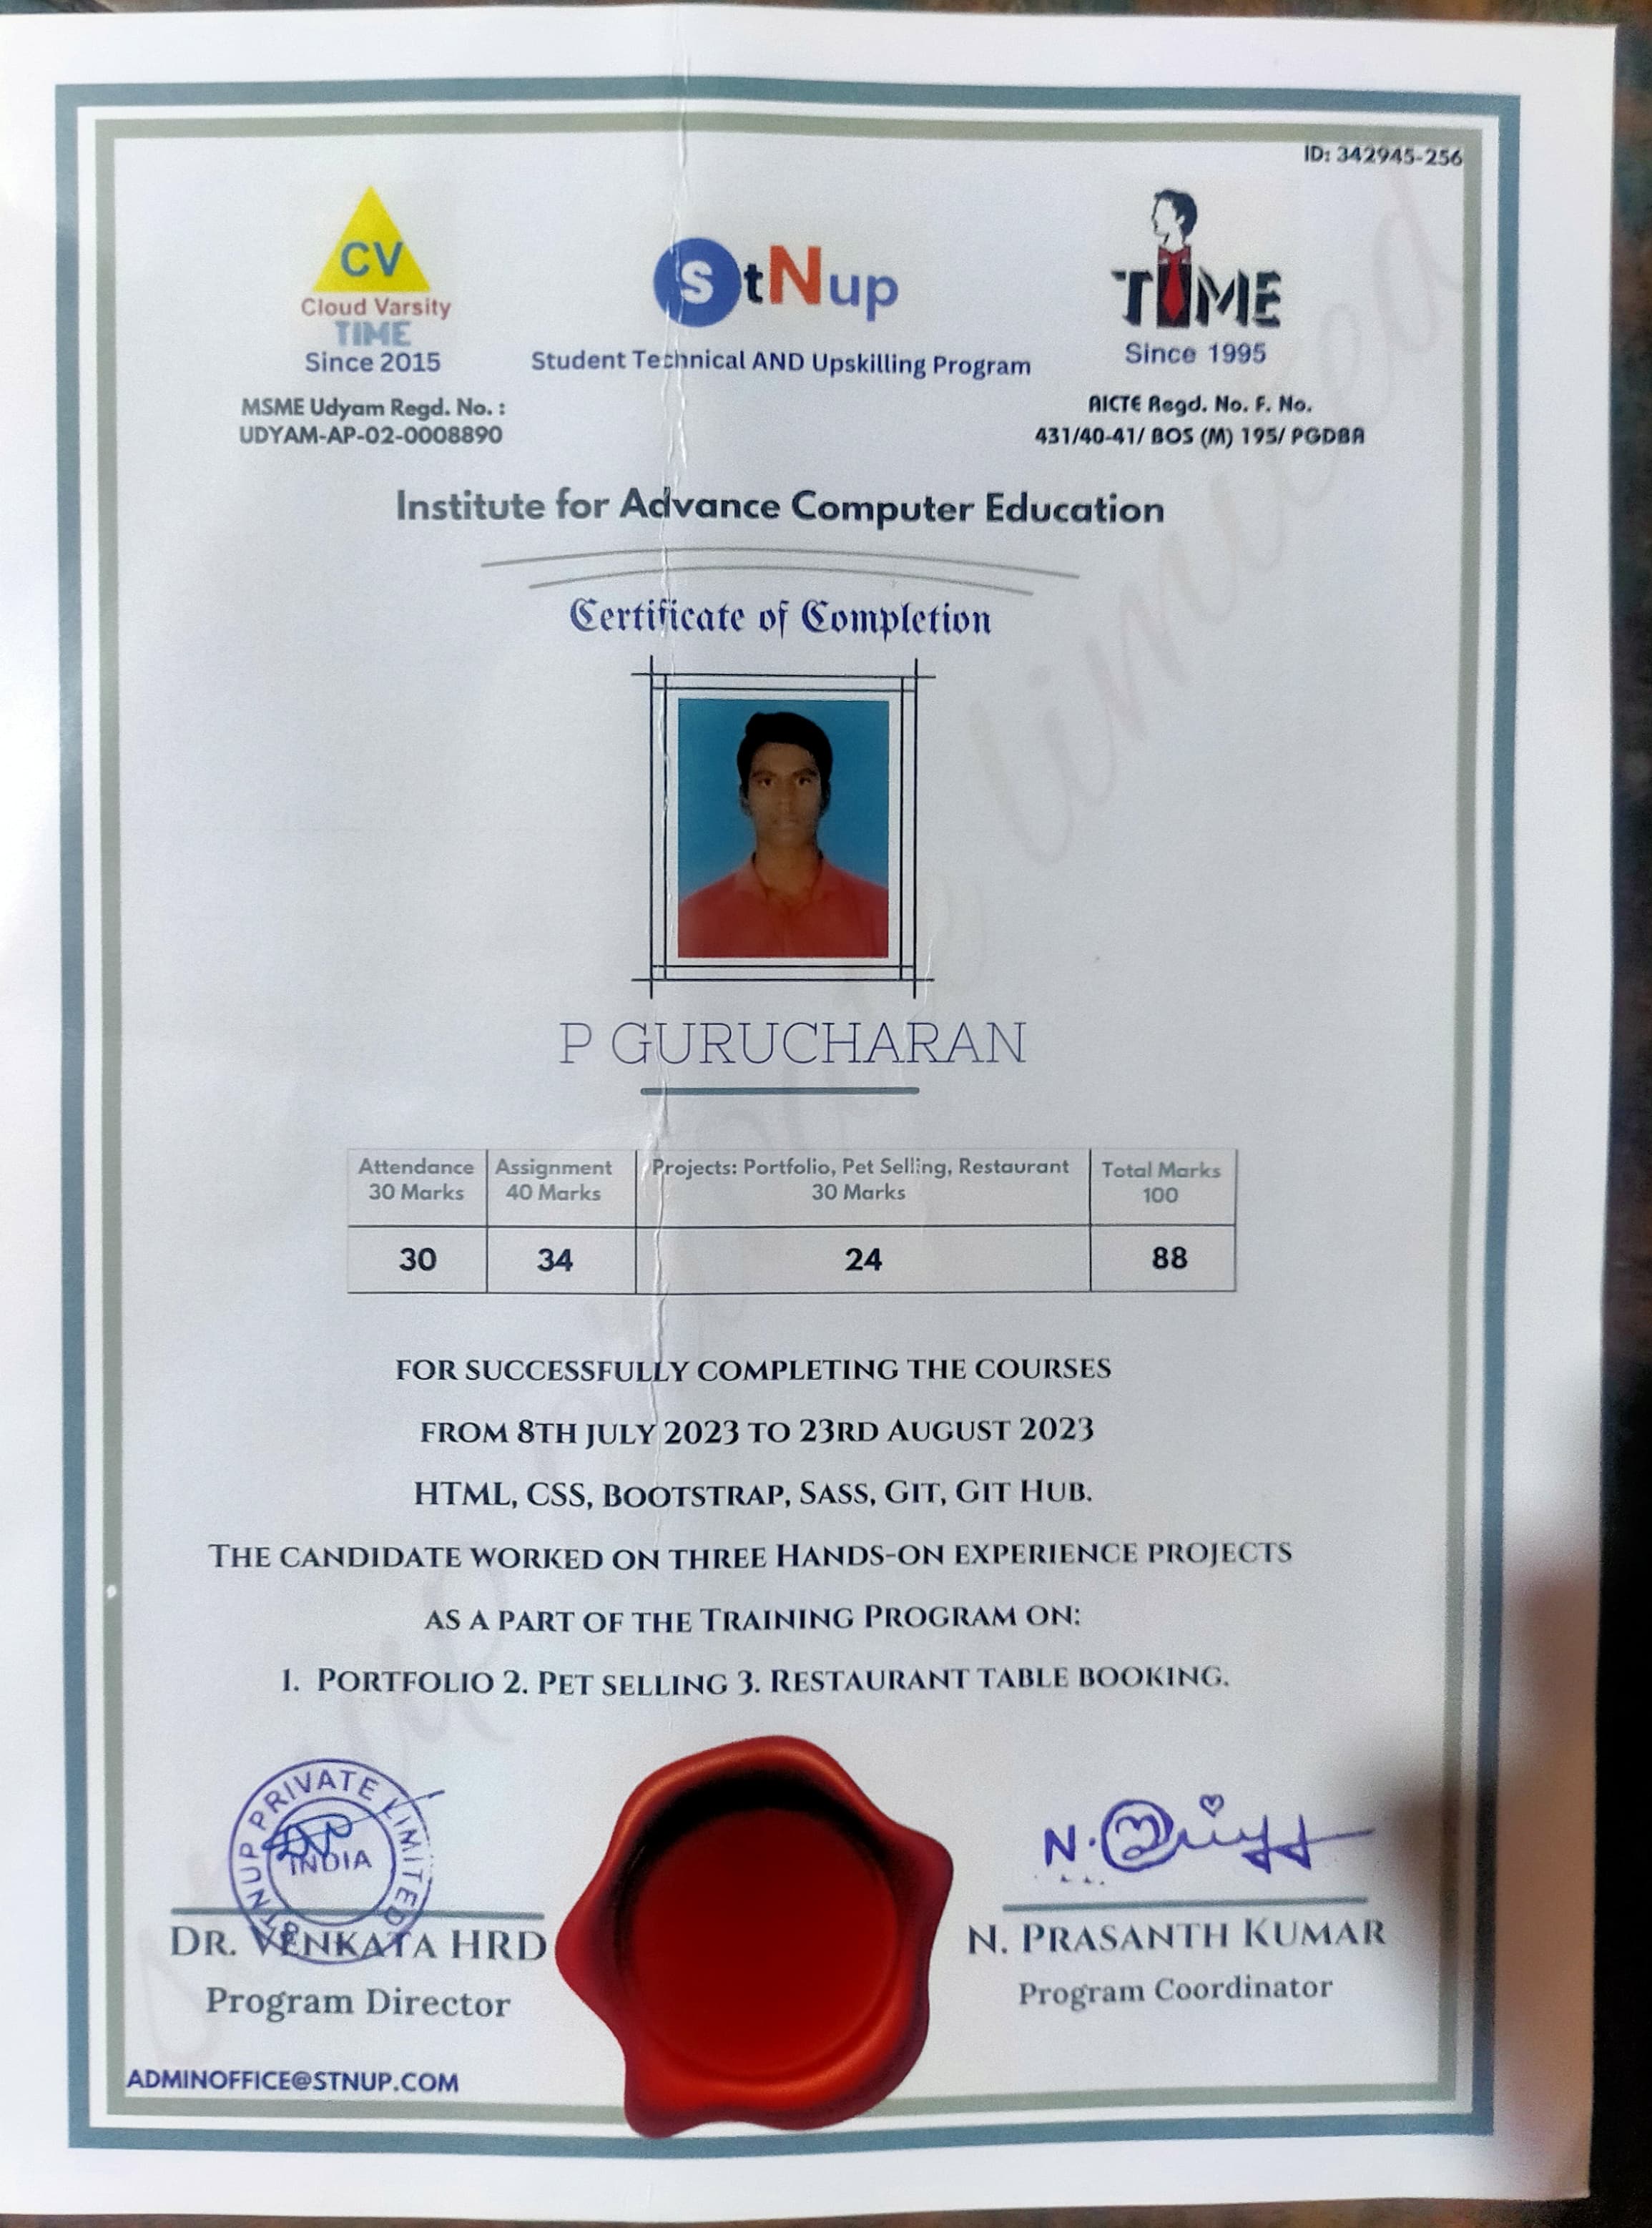 ID: 342945-256
CV
Cloud Varsity
TIME
Since 2015
MSME Udyam Regd. No. :
UDYAM-AP-02-0008890
StNup
Student Technical AND Upskilling Program
TIME
Since 1995
AICTE Regd. No. F. No.
431/40-41/ BOS (M) 195/ PGDBA
Institute for Advance Computer Education
Certificate of Completion
P GURUCHARAN
Attendance 30 Marks
Assignment 40 Marks
Projects: Portfolio, Pet Selling, Restaurant 30 Marks
Total Marks 100
30 34 24 88
FOR SUCCESSFULLY COMPLETING THE COURSES
FROM 8TH JULY 2023 TO 23RD AUGUST 2023
HTML, CSS, BOOTSTRAP, SASS, GIT, GIT HUB.
THE CANDIDATE WORKED ON THREE HANDS-ON EXPERIENCE PROJECTS
AS A PART OF THE TRAINING PROGRAM ON:
1. PORTFOLIO 2. PET SELLING 3. RESTAURANT TABLE BOOKING.
STNUP PRIVATE LIMITED
INDIA
DR. VENKATA HRD
Program Director
N. PRASANTH KUMAR
Program Coordinator
ADMINOFFICE@STNUP.COM